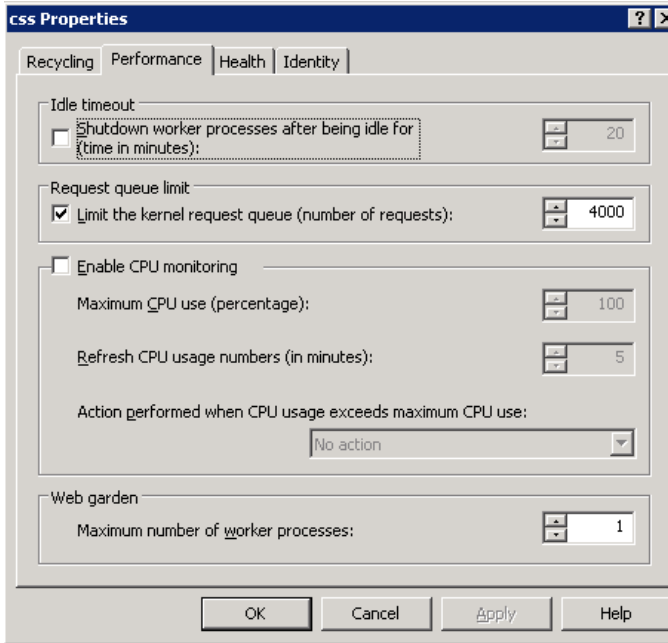 css Properties
Recycling Performance Health Identity
Idle timeout
Shutdown worker processes after being idle for
(time in minutes):
20
Request queue limit
Limit the kernel request queue (number of requests):
4000
Enable CPU monitoring
Maximum CPU use (percentage):
100
Refresh CPU usage numbers (in minutes):
5
Action performed when CPU usage exceeds maximum CPU use:
No action
Web garden
Maximum number of worker processes:
1
OK Cancel Apply Help